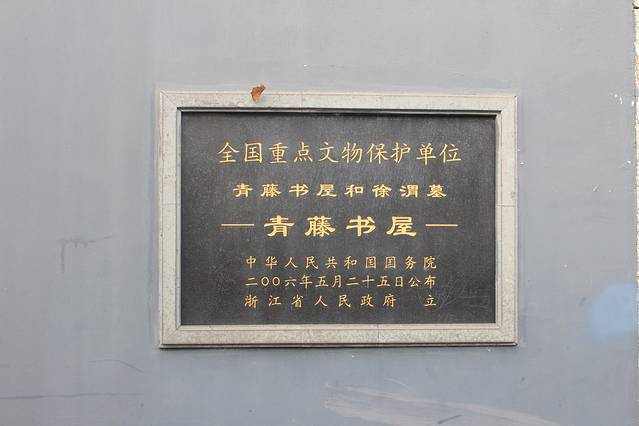 全国重点文物保护单位
青藤书屋和徐渭墓
—青藤书屋—
中华人民共和国国务院
二〇〇六年五月二十五日公布
浙江省人民政府 立